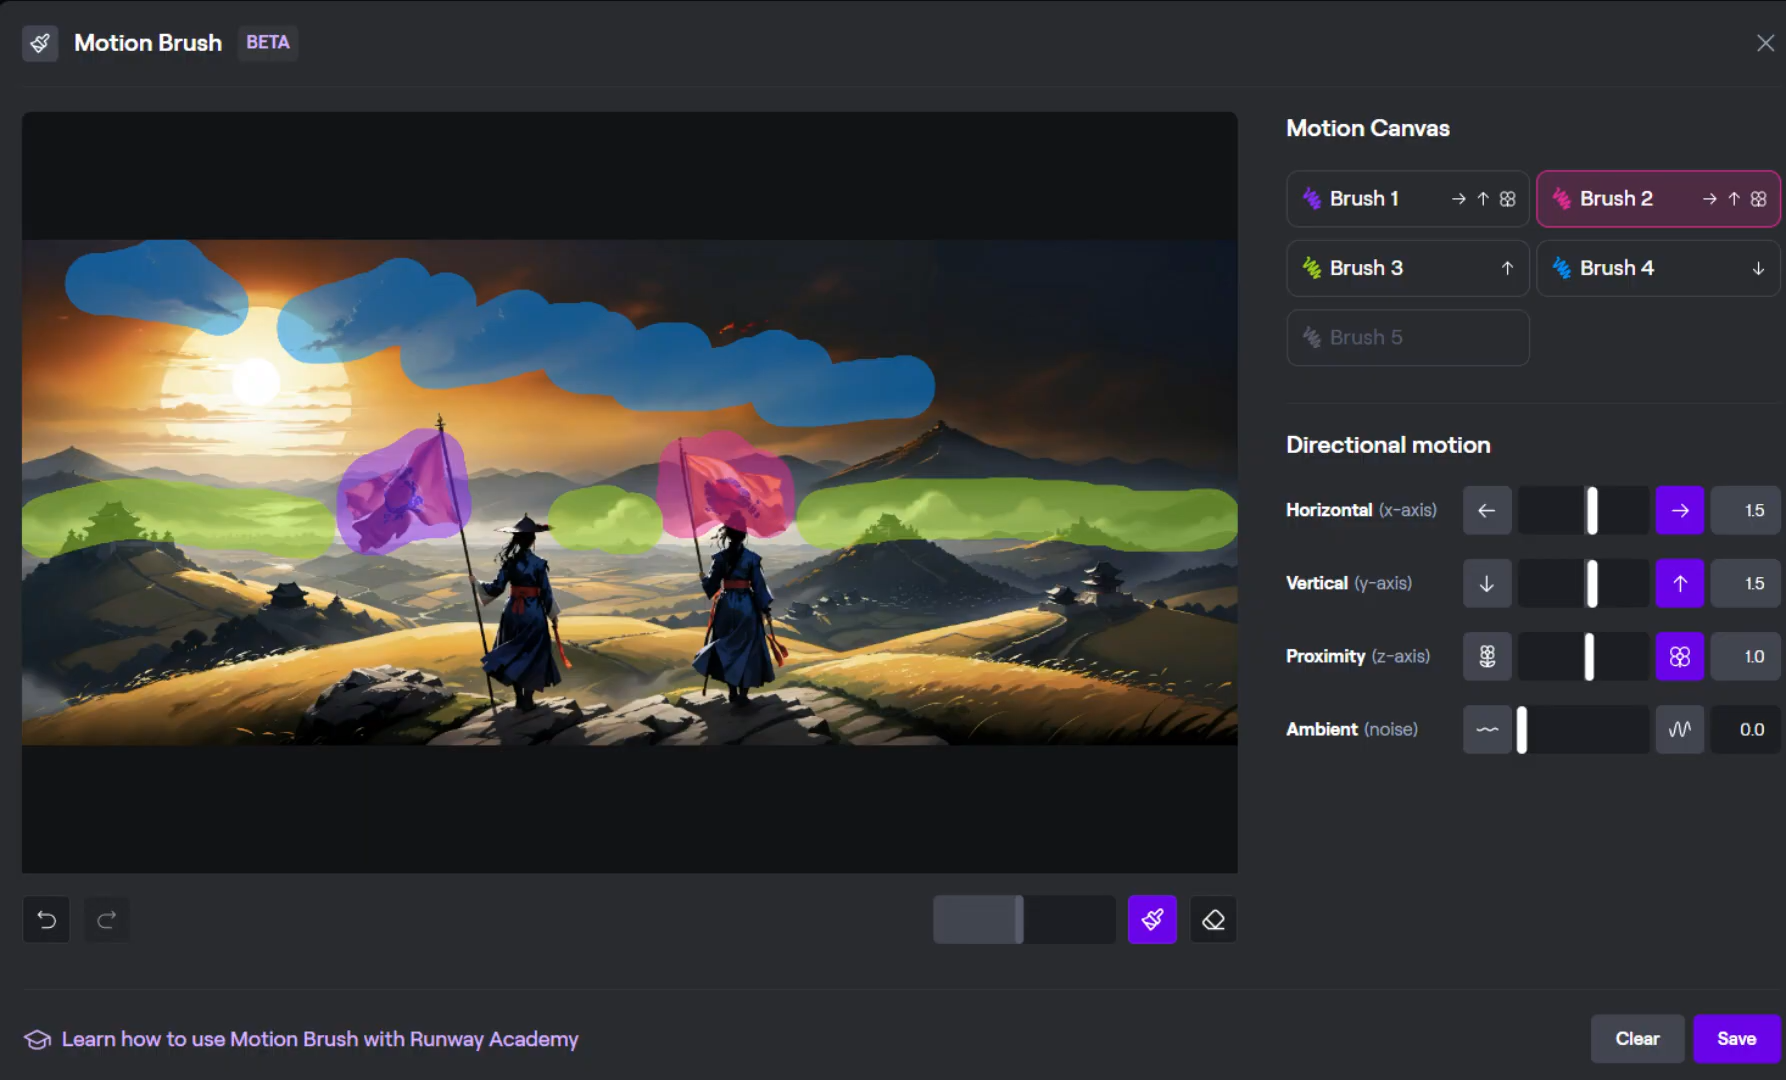 Motion Brush BETA
Motion Canvas
Brush 1
Brush 2
Brush 3
Brush 4
Brush 5
Directional motion
Horizontal (x-axis) 1.5
Vertical (y-axis) 1.5
Proximity (z-axis) 1.0
Ambient (noise) 0.0
Learn how to use Motion Brush with Runway Academy
Clear
Save